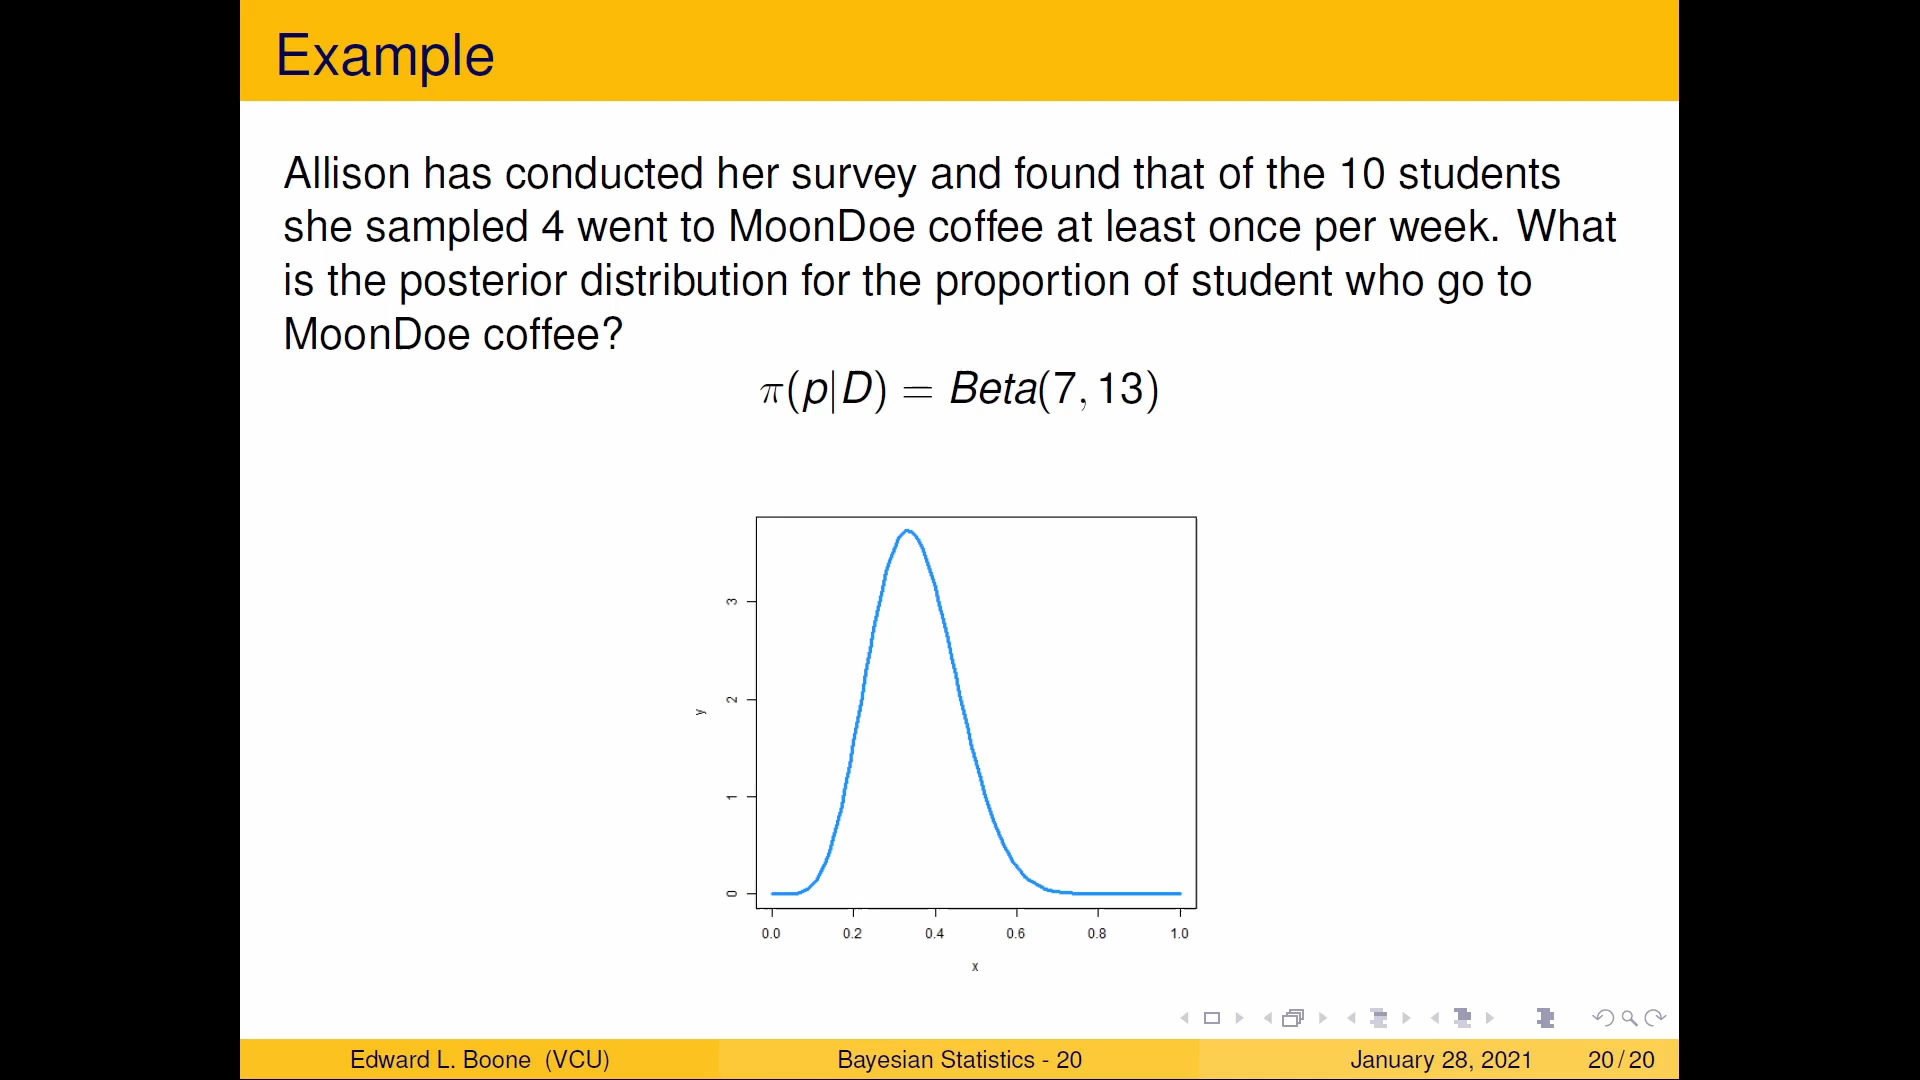 Example
Allison has conducted her survey and found that of the 10 students
she sampled 4 went to MoonDoe coffee at least once per week. What
is the posterior distribution for the proportion of student who go to
MoonDoe coffee?
π(p|D) = Beta(7, 13)
3
2
y
1
0
0.0 0.2 0.4 0.6 0.8 1.0
x
Edward L. Boone (VCU) Bayesian Statistics - 20 January 28, 2021 20 / 20